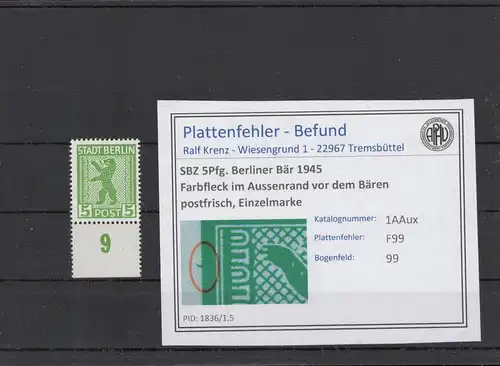 STADT BERLIN
5 POST 5
9
Plattenfehler - Befund
Ralf Krenz - Wiesengrund 1 - 22967 Tremsbüttel
SBZ 5Pfg. Berliner Bär 1945
Farbfleck im Aussenrand vor dem Bären
postfrisch, Einzelmarke
Katalognummer: 1AAux
Plattenfehler: F99
Bogenfeld: 99
PID: 1836/1.5